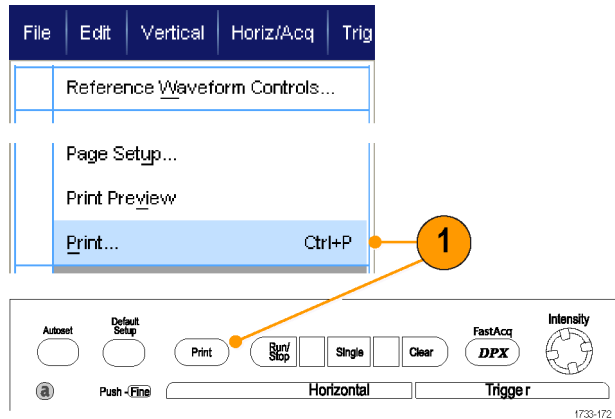 File Edit Vertical Horiz/Acq Trig
Reference Waveform Controls...
Page Setup...
Print Preview
Print... Ctrl+P
1
Autoset Default Setup Print Run/Stop Single Clear FastAcq DPX Intensity
a Push - Fine Horizontal Trigge r
1733-172